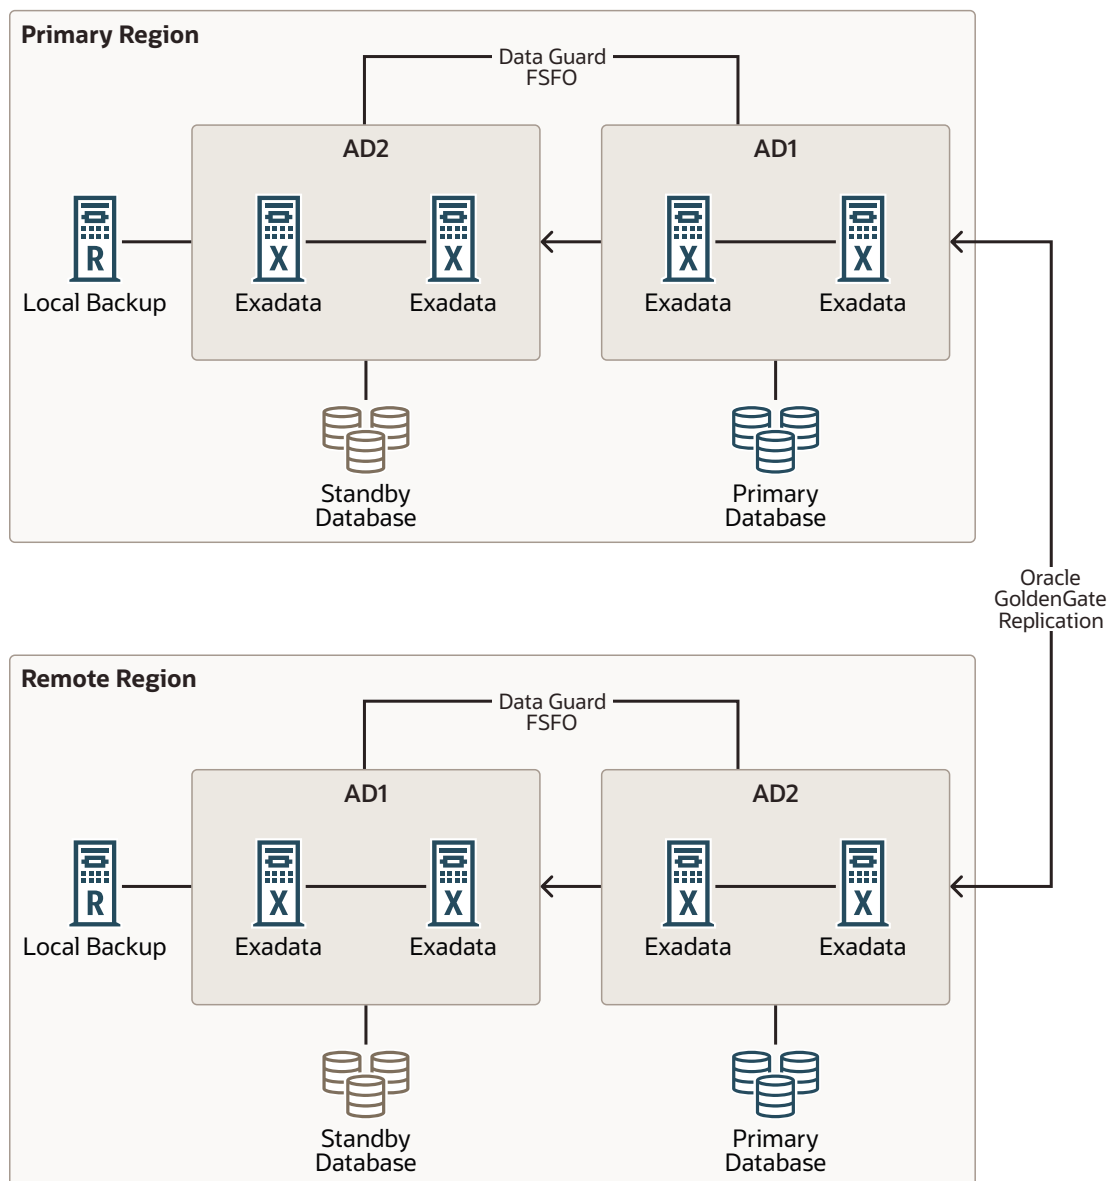 Primary Region
Data Guard
FSFO
AD2
AD1
R
X
X
X
X
Local Backup
Exadata
Exadata
Exadata
Exadata
Standby
Database
Primary
Database
Oracle
GoldenGate
Replication
Remote Region
Data Guard
FSFO
AD1
AD2
R
X
X
X
X
Local Backup
Exadata
Exadata
Exadata
Exadata
Standby
Database
Primary
Database